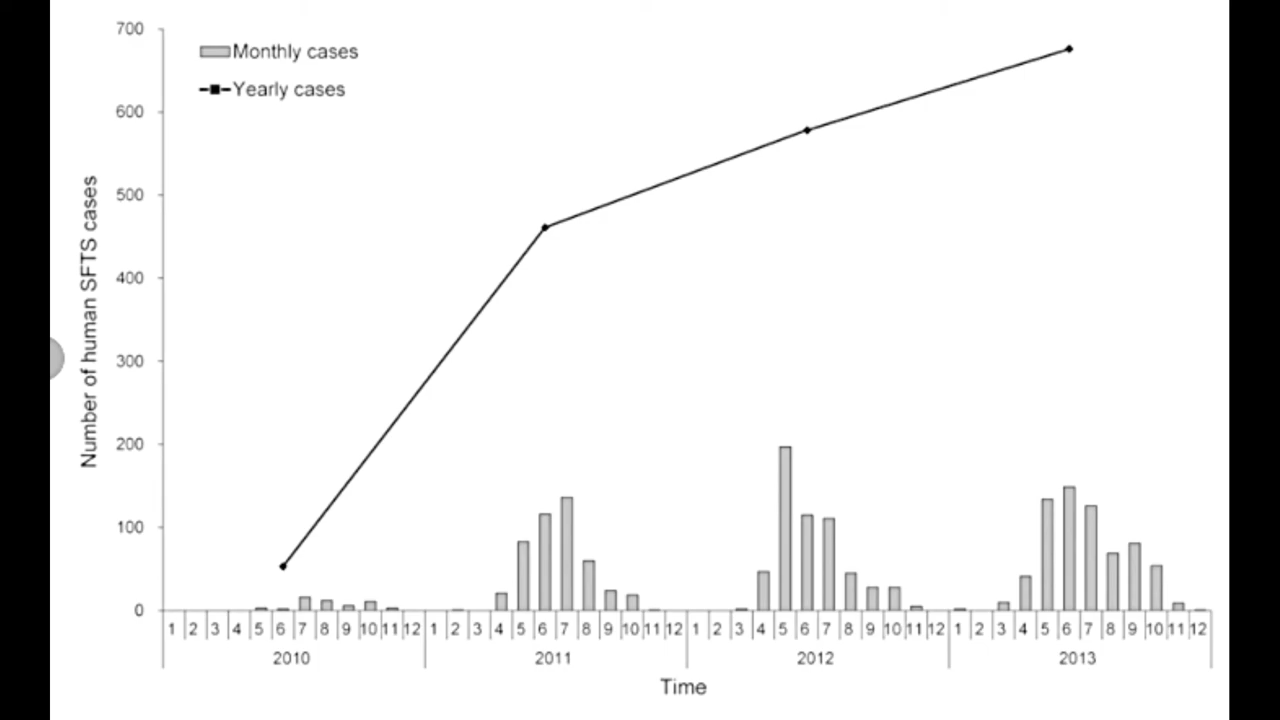 700
Monthly cases
Yearly cases
600
500
400
300
200
100
0
Number of human SFTS cases
1 2 3 4 5 6 7 8 9 10 11 12 1 2 3 4 5 6 7 8 9 10 11 12 1 2 3 4 5 6 7 8 9 10 11 12 1 2 3 4 5 6 7 8 9 10 11 12
2010 2011 2012 2013
Time